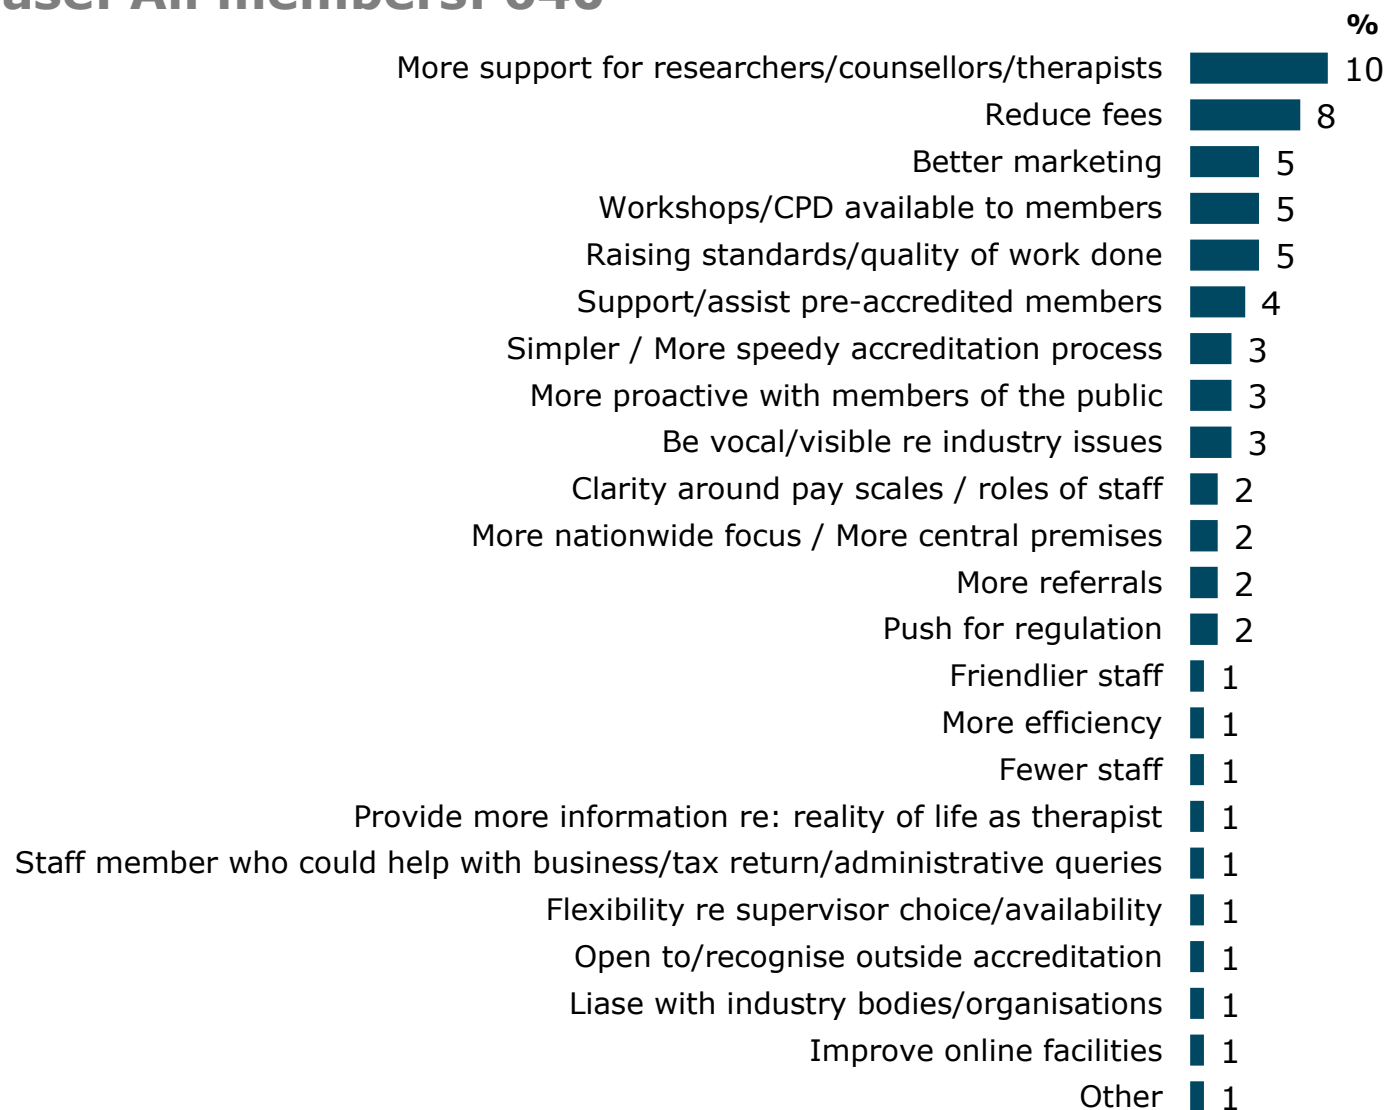 All members: 640
%
More support for researchers/counsellors/therapists 10
Reduce fees 8
Better marketing 5
Workshops/CPD available to members 5
Raising standards/quality of work done 5
Support/assist pre-accredited members 4
Simpler / More speedy accreditation process 3
More proactive with members of the public 3
Be vocal/visible re industry issues 3
Clarity around pay scales / roles of staff 2
More nationwide focus / More central premises 2
More referrals 2
Push for regulation 2
Friendlier staff 1
More efficiency 1
Fewer staff 1
Provide more information re: reality of life as therapist 1
Staff member who could help with business/tax return/administrative queries 1
Flexibility re supervisor choice/availability 1
Open to/recognise outside accreditation 1
Liase with industry bodies/organisations 1
Improve online facilities 1
Other 1